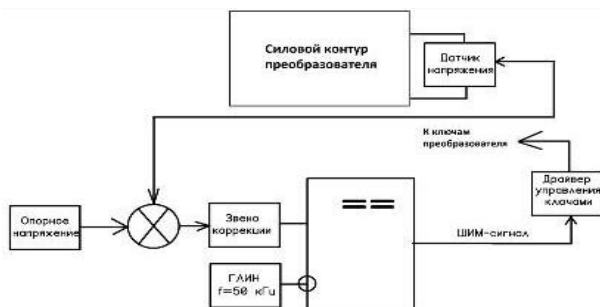 Силовой контур
преобразователя
Датчик
напряжения
К ключам
преобразователя
Драйвер
управления
ключами
Опорное
напряжение
Звено
коррекции
==
ШИМ-сигнал
ГЛИН
f=50 кГц